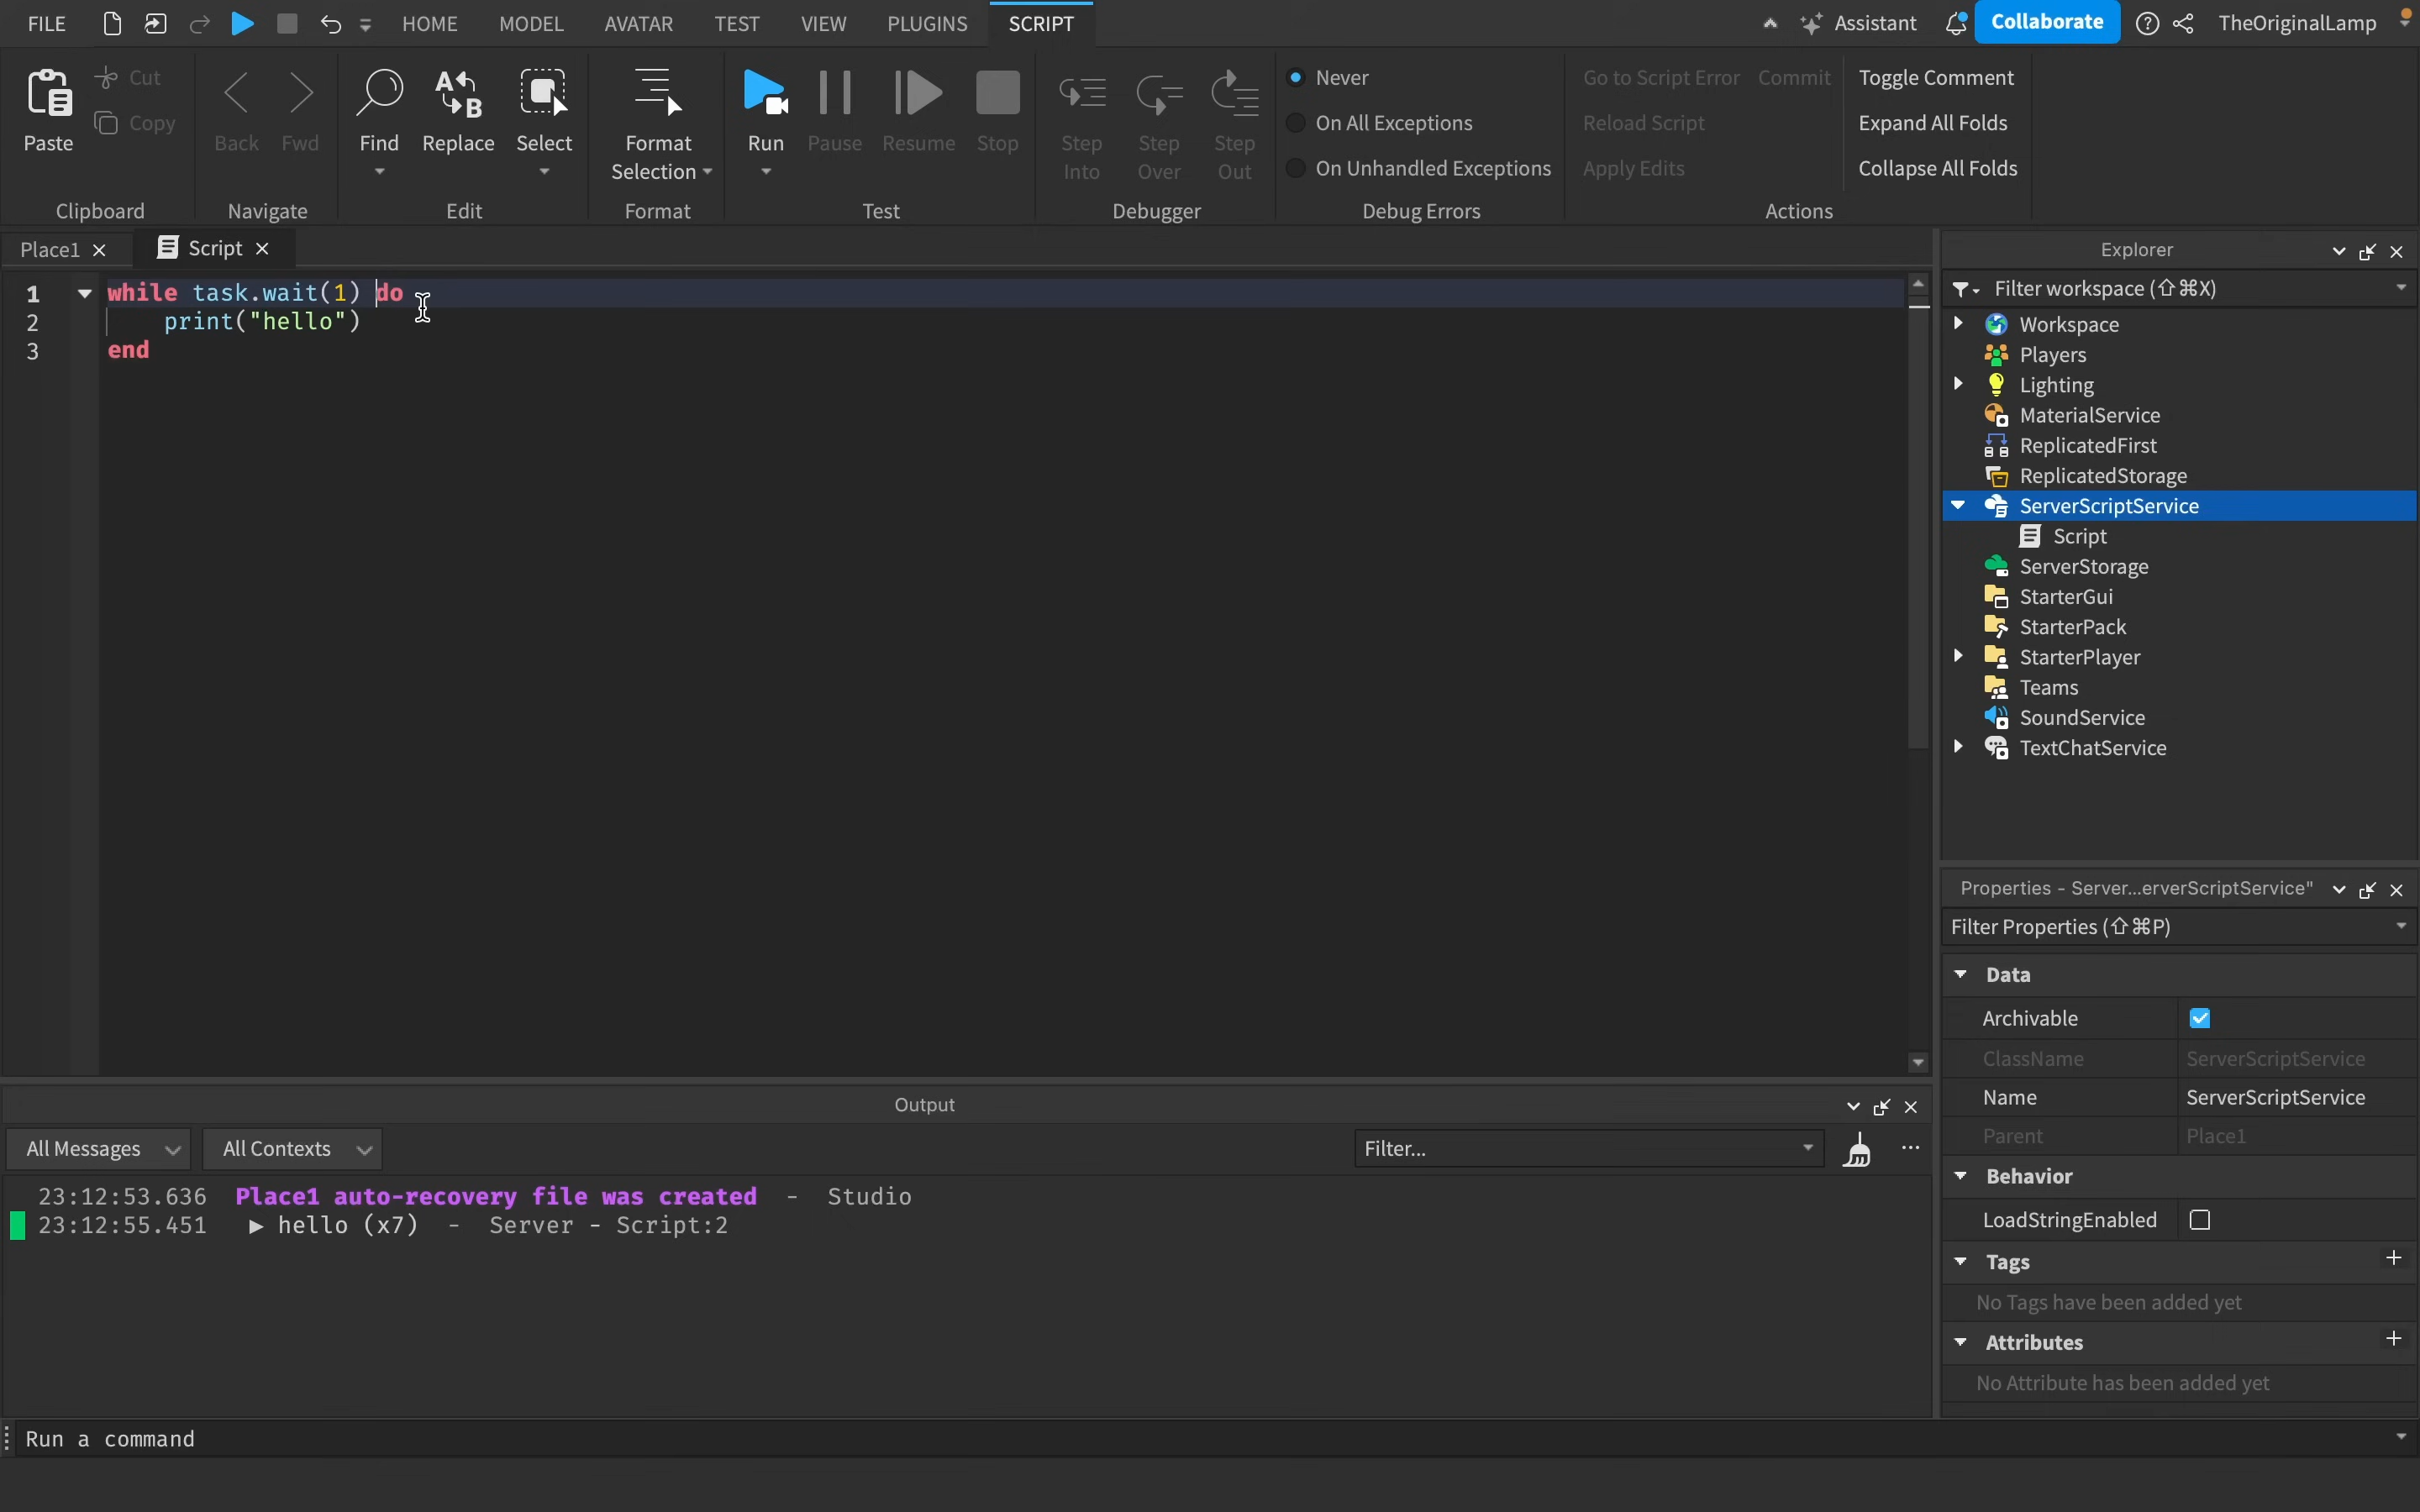 FILE HOME MODEL AVATAR TEST VIEW PLUGINS SCRIPT Assistant Collaborate TheOriginalLamp
Paste Cut Copy
Clipboard
Back Fwd
Navigate
Find Replace Select
Edit
Format
Selection
Format
Run Pause Resume Stop
Test
Step
Into
Step
Over
Step
Out
Debugger
Never
On All Exceptions
On Unhandled Exceptions
Debug Errors
Go to Script Error Commit
Reload Script
Apply Edits
Toggle Comment
Expand All Folds
Collapse All Folds
Actions
Place1 Script
1 while task.wait(1) do
2 print("hello")
3 end
Explorer
Filter workspace (⇧⌘X)
Workspace
Players
Lighting
MaterialService
ReplicatedFirst
ReplicatedStorage
ServerScriptService
Script
ServerStorage
StarterGui
StarterPack
StarterPlayer
Teams
SoundService
TextChatService
Properties - Server...erverScriptService"
Filter Properties (⇧⌘P)
Data
Archivable
ClassName ServerScriptService
Name ServerScriptService
Parent Place1
Behavior
LoadStringEnabled
Tags
No Tags have been added yet
Attributes
No Attribute has been added yet
Output
All Messages All Contexts Filter...
23:12:53.636 Place1 auto-recovery file was created - Studio
23:12:55.451 ▶ hello (x7) - Server - Script:2
Run a command